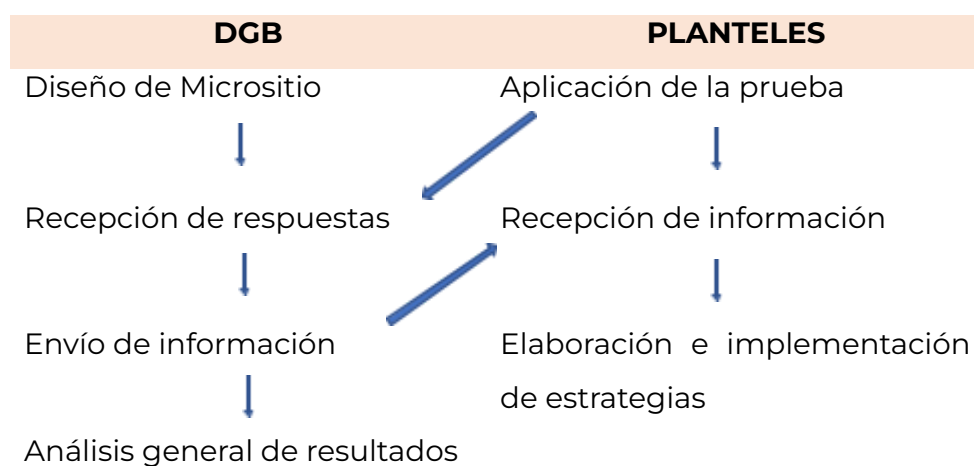 DGB PLANTELES
Diseño de Micrositio Aplicación de la prueba
Recepción de respuestas Recepción de información
Envío de información Elaboración e implementación
de estrategias
Análisis general de resultados